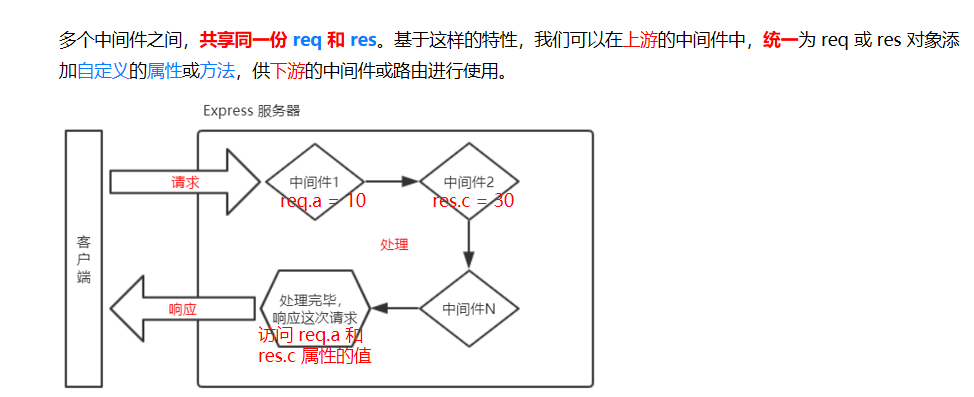 多个中间件之间，共享同一份 req 和 res。基于这样的特性，我们可以在上游的中间件中，统一为 req 或 res 对象添
加自定义的属性或方法，供下游的中间件或路由进行使用。
Express 服务器
请求
中间件1
req.a = 10
中间件2
res.c = 30
客
户
端
处理
响应
处理完毕，
响应这次请求
访问 req.a 和
res.c 属性的值
中间件N